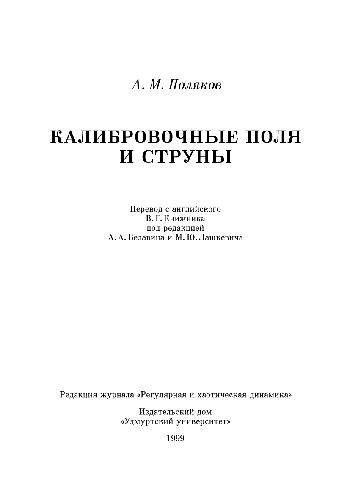 А. М. Поляков
КАЛИБРОВОЧНЫЕ ПОЛЯ
И СТРУНЫ
Перевод с английского
В. Г. Книжника
под редакцией
А. А. Белавина и М. Ю. Лашкевича
Редакция журнала «Регулярная и хаотическая динамика»
Издательский дом
«Удмуртский университет»
1999